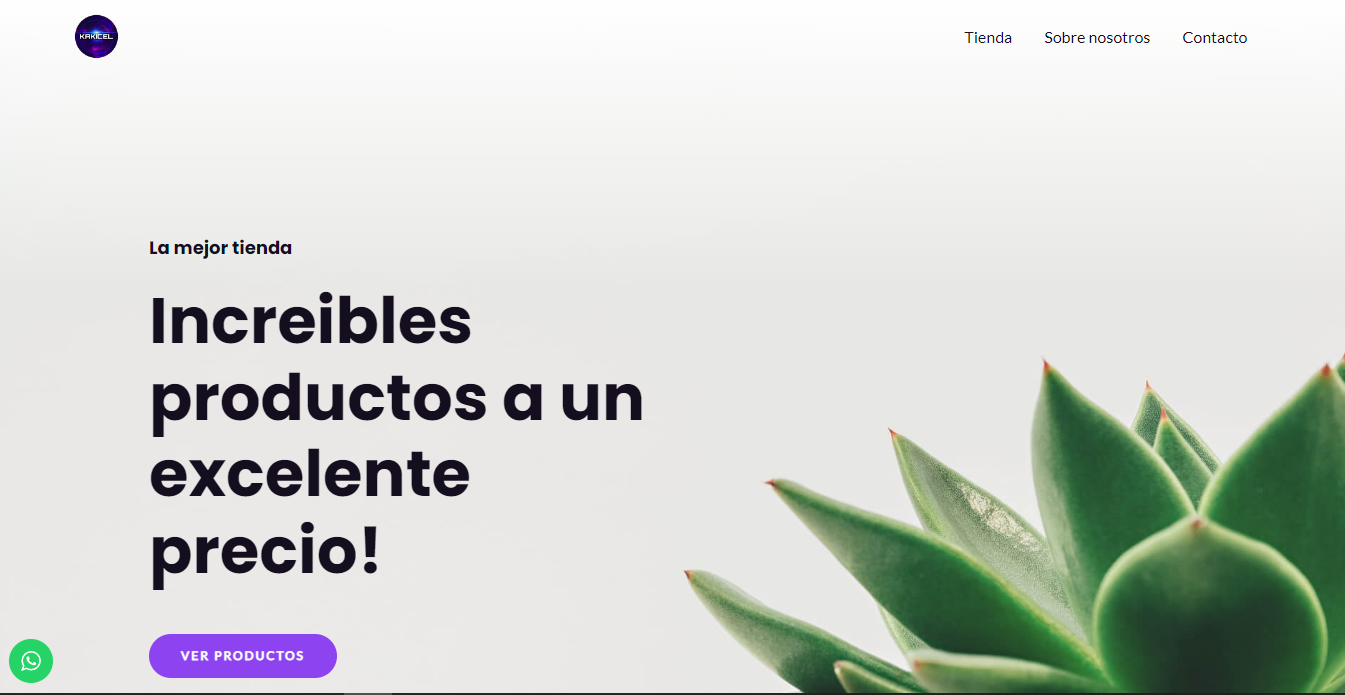 KAKICEL
Tienda
Sobre nosotros
Contacto
La mejor tienda
Increibles
productos a un
excelente
precio!
VER PRODUCTOS